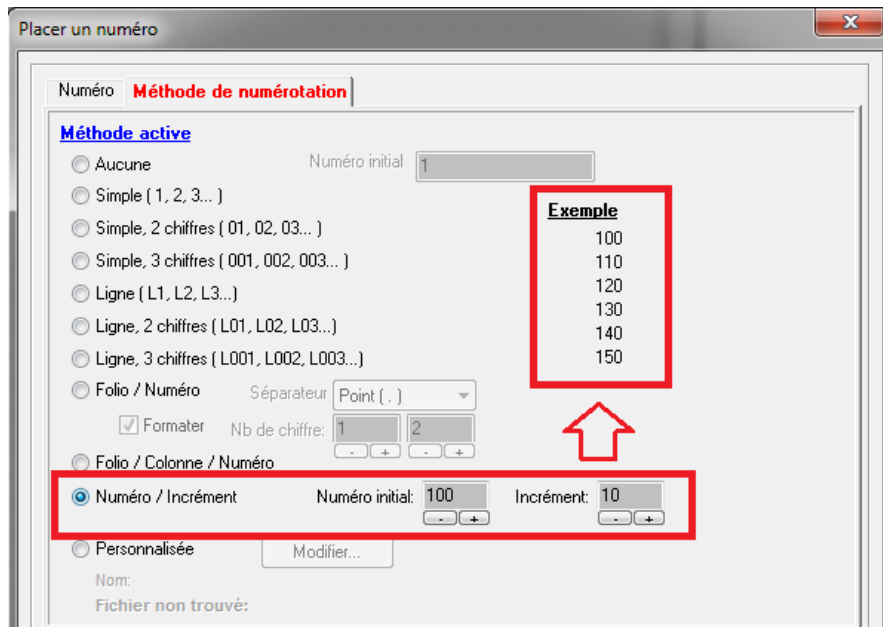 Placer un numéro
Numéro Méthode de numérotation
Méthode active
Aucune Numéro initial 1
Simple ( 1, 2, 3... )
Simple, 2 chiffres ( 01, 02, 03... )
Simple, 3 chiffres ( 001, 002, 003... )
Ligne ( L1, L2, L3...)
Ligne, 2 chiffres ( L01, L02, L03...)
Ligne, 3 chiffres ( L001, L002, L003...)
Exemple
100
110
120
130
140
150
Folio / Numéro Séparateur Point ( . )
Formater Nb de chiffre: 1 2
- + - +
Folio / Colonne / Numéro
Numéro / Incrément Numéro initial: 100 Incrément: 10
- + - +
Personnalisée Modifier...
Nom:
Fichier non trouvé: